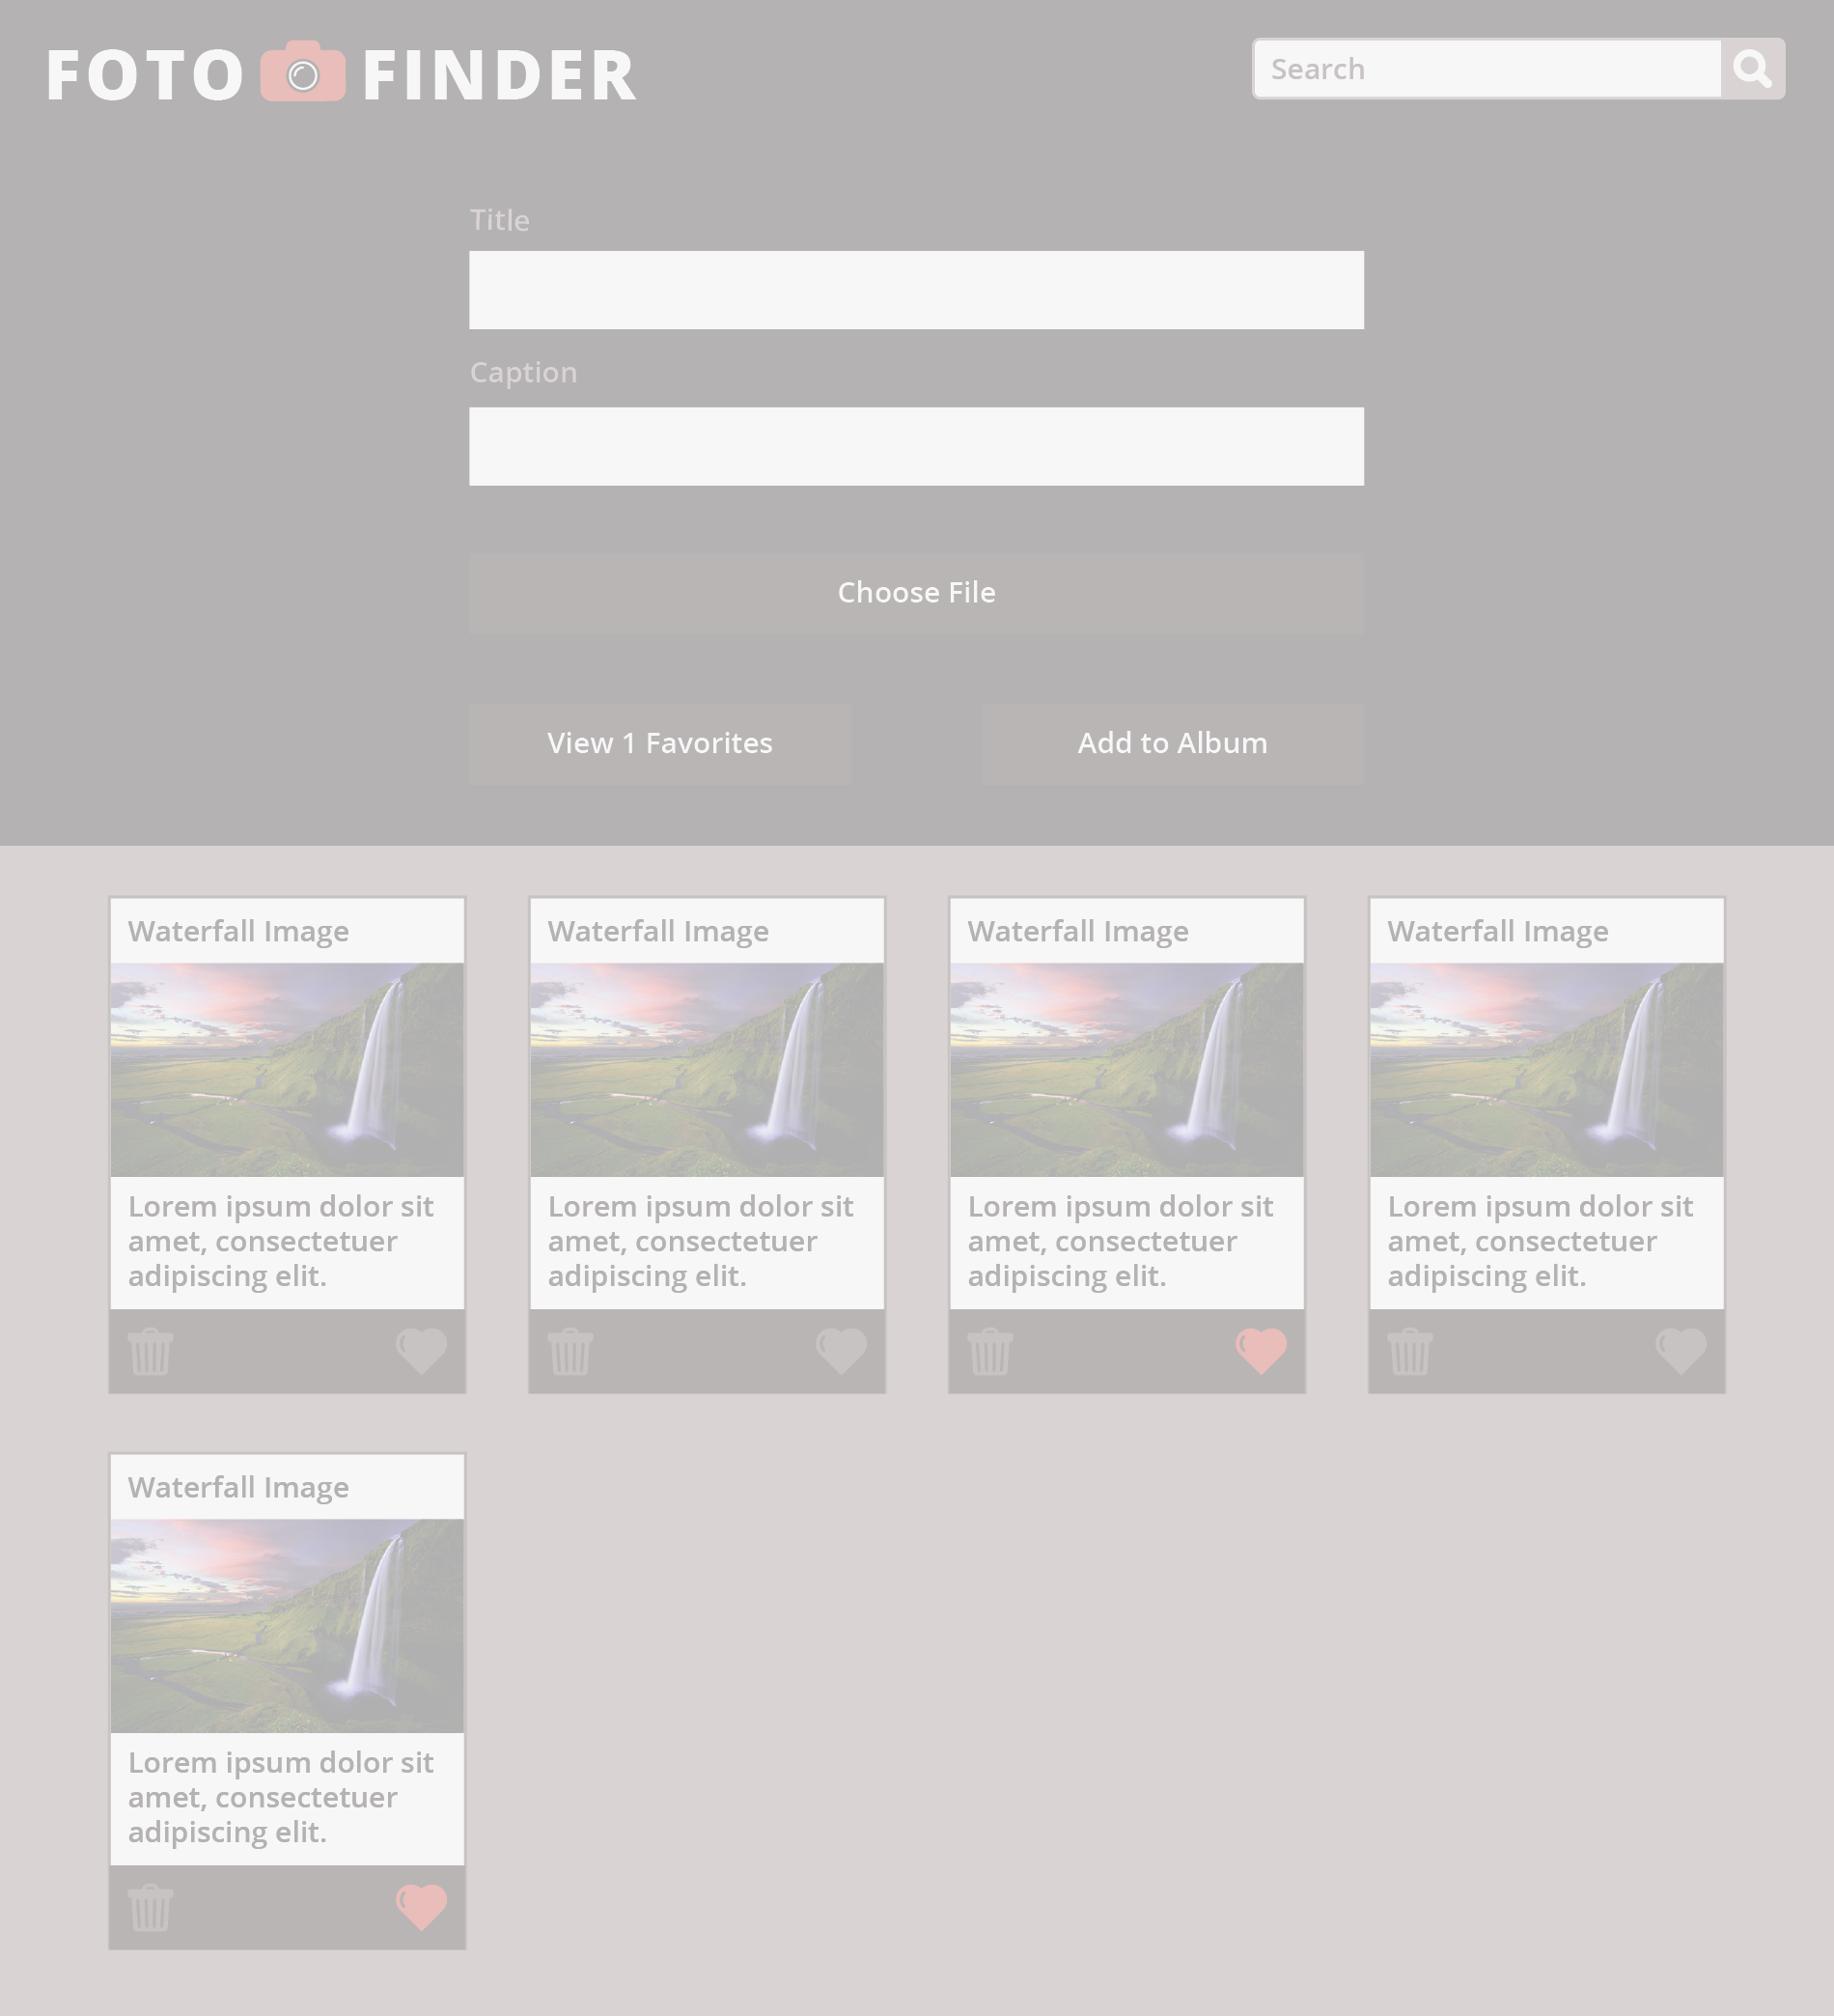 FOTO FINDER
Search
Title
Caption
Choose File
View 1 Favorites
Add to Album
Waterfall Image
Lorem ipsum dolor sit
amet, consectetuer
adipiscing elit.
Waterfall Image
Lorem ipsum dolor sit
amet, consectetuer
adipiscing elit.
Waterfall Image
Lorem ipsum dolor sit
amet, consectetuer
adipiscing elit.
Waterfall Image
Lorem ipsum dolor sit
amet, consectetuer
adipiscing elit.
Waterfall Image
Lorem ipsum dolor sit
amet, consectetuer
adipiscing elit.